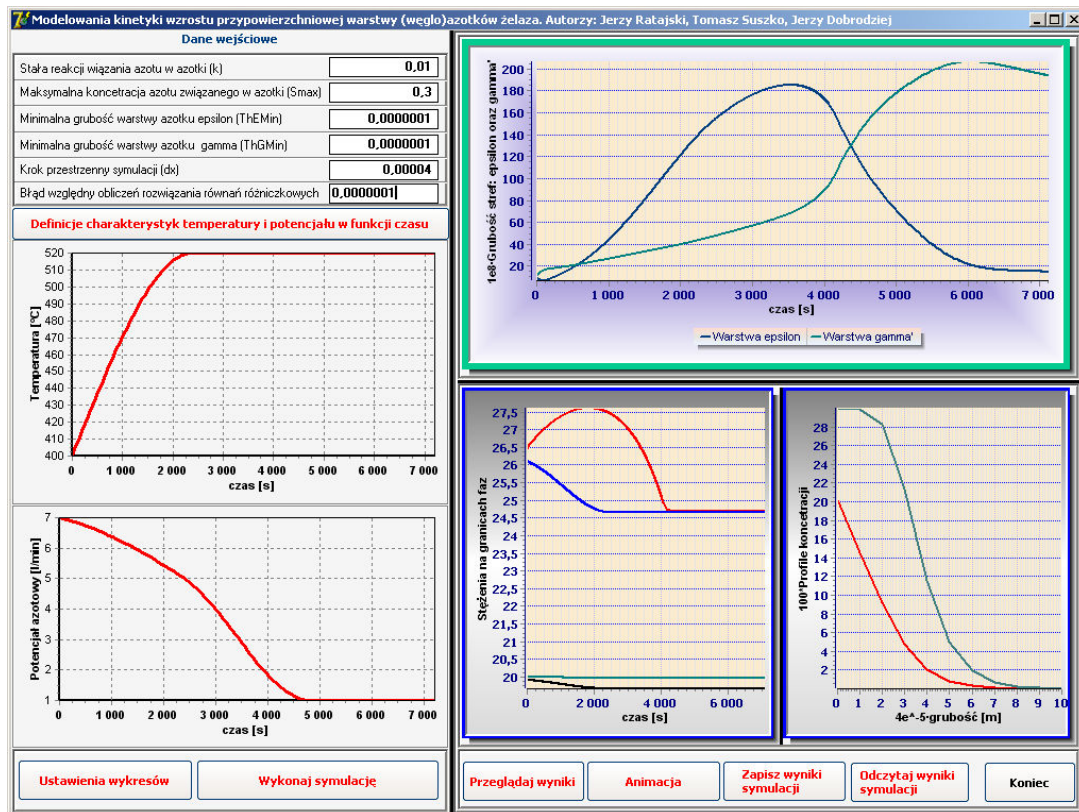 Modelowania kinetyki wzrostu przypowierzchniowej warstwy (węglo)azotków żelaza. Autorzy: Jerzy Ratajski, Tomasz Suszko, Jerzy Dobrodziej
Dane wejściowe
Stała reakcji wiązania azotu w azotki (k) 0,01
Maksymalna koncetracja azotu związanego w azotki (Smax) 0,3
Minimalna grubość warstwy azotku epsilon (ThEMin) 0,0000001
Minimalna grubość warstwy azotku gamma (ThGMin) 0,0000001
Krok przestrzenny symulacji (dx) 0,00004
Błąd względny obliczeń rozwiązania równań różniczkowych 0,0000001
Definicje charakterystyk temperatury i potencjału w funkcji czasu
Temperatura [ºC]
520
510
500
490
480
470
460
450
440
430
420
410
400
0 1 000 2 000 3 000 4 000 5 000 6 000 7 000
czas [s]
Potencjał azotowy [l/min]
7
6
5
4
3
2
1
0 1 000 2 000 3 000 4 000 5 000 6 000 7 000
czas [s]
Ustawienia wykresów
Wykonaj symulację
1e8*Grubość stref: epsilon oraz gamma'
200
180
160
140
120
100
80
60
40
20
0 1 000 2 000 3 000 4 000 5 000 6 000 7 000
czas [s]
Warstwa epsilon Warstwa gamma'
Stężenia na granicach faz
27,5
27
26,5
26
25,5
25
24,5
24
23,5
23
22,5
22
21,5
21
20,5
20
0 2 000 4 000 6 000
czas [s]
100*Profile koncetracji
28
26
24
22
20
18
16
14
12
10
8
6
4
2
0 1 2 3 4 5 6 7 8 9 10
4e^-5*grubość [m]
Przeglądaj wyniki
Animacja
Zapisz wyniki
symulacji
Odczytaj wyniki
symulacji
Koniec